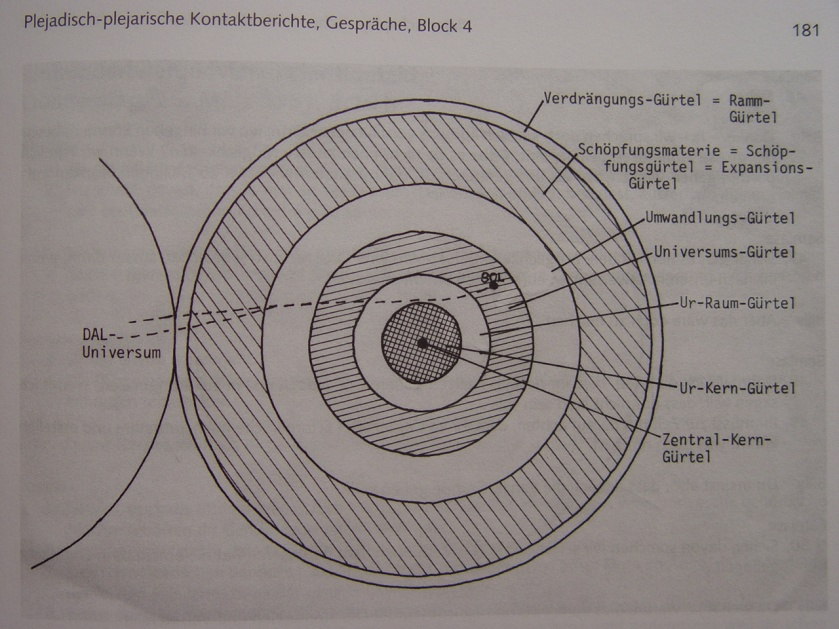 Plejadisch-plejarische Kontaktberichte, Gespräche, Block 4
181
Verdrängungs-Gürtel = Ramm-
Gürtel
Schöpfungsmaterie = Schöp-
fungsgürtel = Expansions-
Gürtel
Umwandlungs-Gürtel
Universums-Gürtel
SOL
Ur-Raum-Gürtel
DAL-
Universum
Ur-Kern-Gürtel
Zentral-Kern-
Gürtel